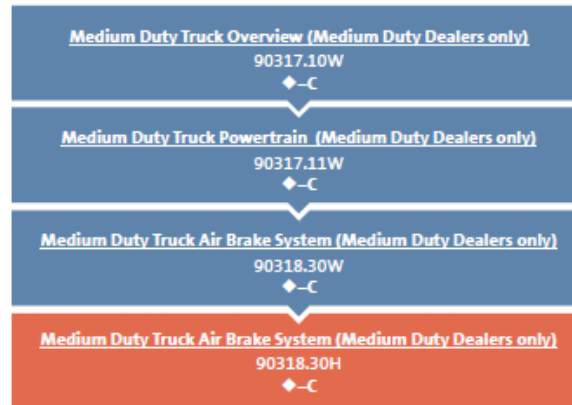 Medium Duty Truck Overview (Medium Duty Dealers only)
90317.10W
◆–C
Medium Duty Truck Powertrain (Medium Duty Dealers only)
90317.11W
◆–C
Medium Duty Truck Air Brake System (Medium Duty Dealers only)
90318.30W
◆–C
Medium Duty Truck Air Brake System (Medium Duty Dealers only)
90318.30H
◆–C